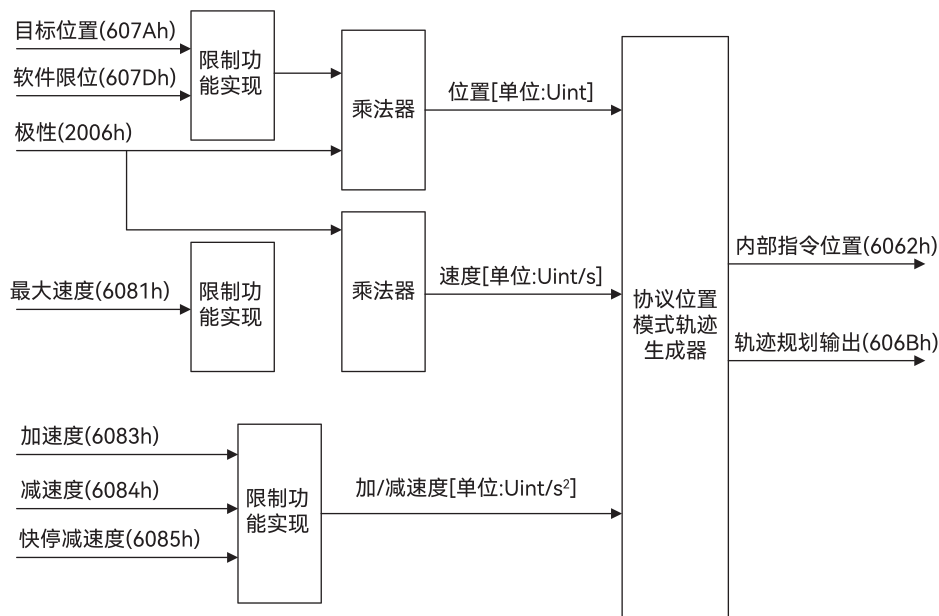 目标位置(607Ah)
软件限位(607Dh)
极性(2006h)
限制功
能实现
乘法器
位置[单位:Uint]
最大速度(6081h)
限制功
能实现
乘法器
速度[单位:Uint/s]
加速度(6083h)
减速度(6084h)
快停减速度(6085h)
限制功
能实现
加/减速度[单位:Uint/s²]
协议位置
模式轨迹
生成器
内部指令位置(6062h)
轨迹规划输出(606Bh)